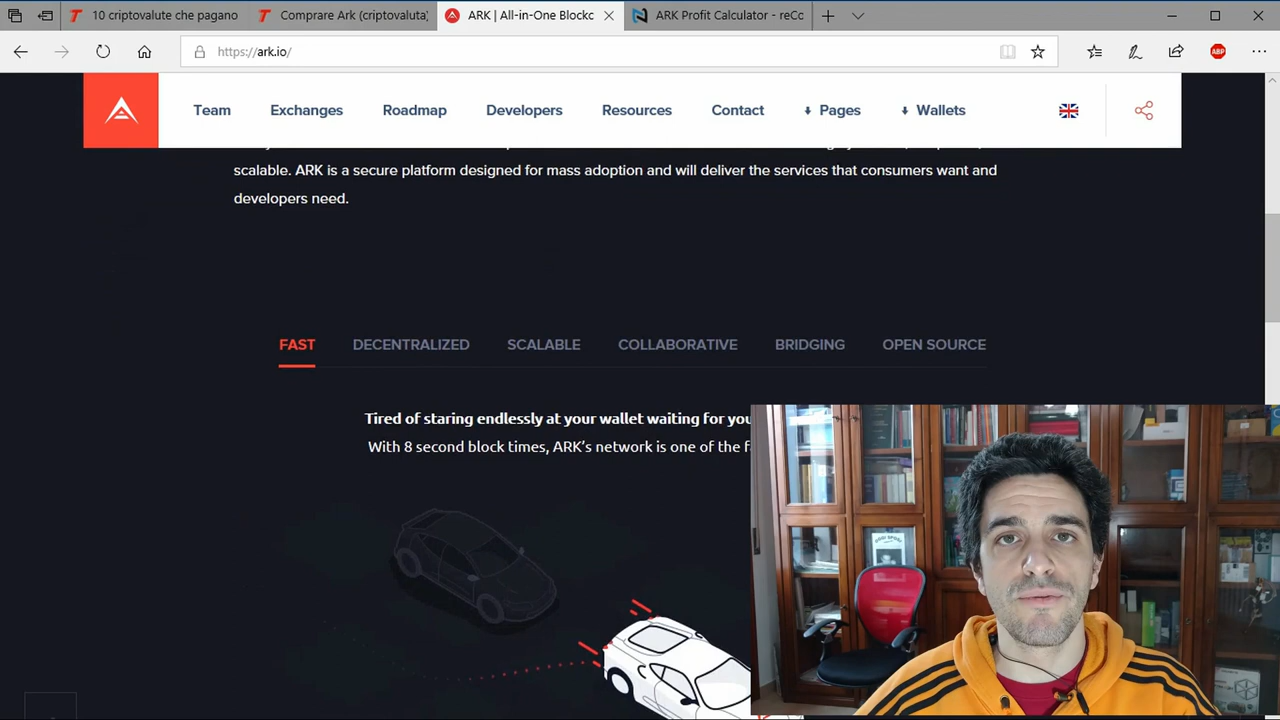 10 criptovalute che pagano
Comprare Ark (criptovaluta)
ARK | All-in-One Blockc
ARK Profit Calculator - reCo
https://ark.io/
ABP
Team
Exchanges
Roadmap
Developers
Resources
Contact
Pages
Wallets
scalable. ARK is a secure platform designed for mass adoption and will deliver the services that consumers want and
developers need.
FAST
DECENTRALIZED
SCALABLE
COLLABORATIVE
BRIDGING
OPEN SOURCE
Tired of staring endlessly at your wallet waiting for you
With 8 second block times, ARK's network is one of the f
OGGI SPOSI